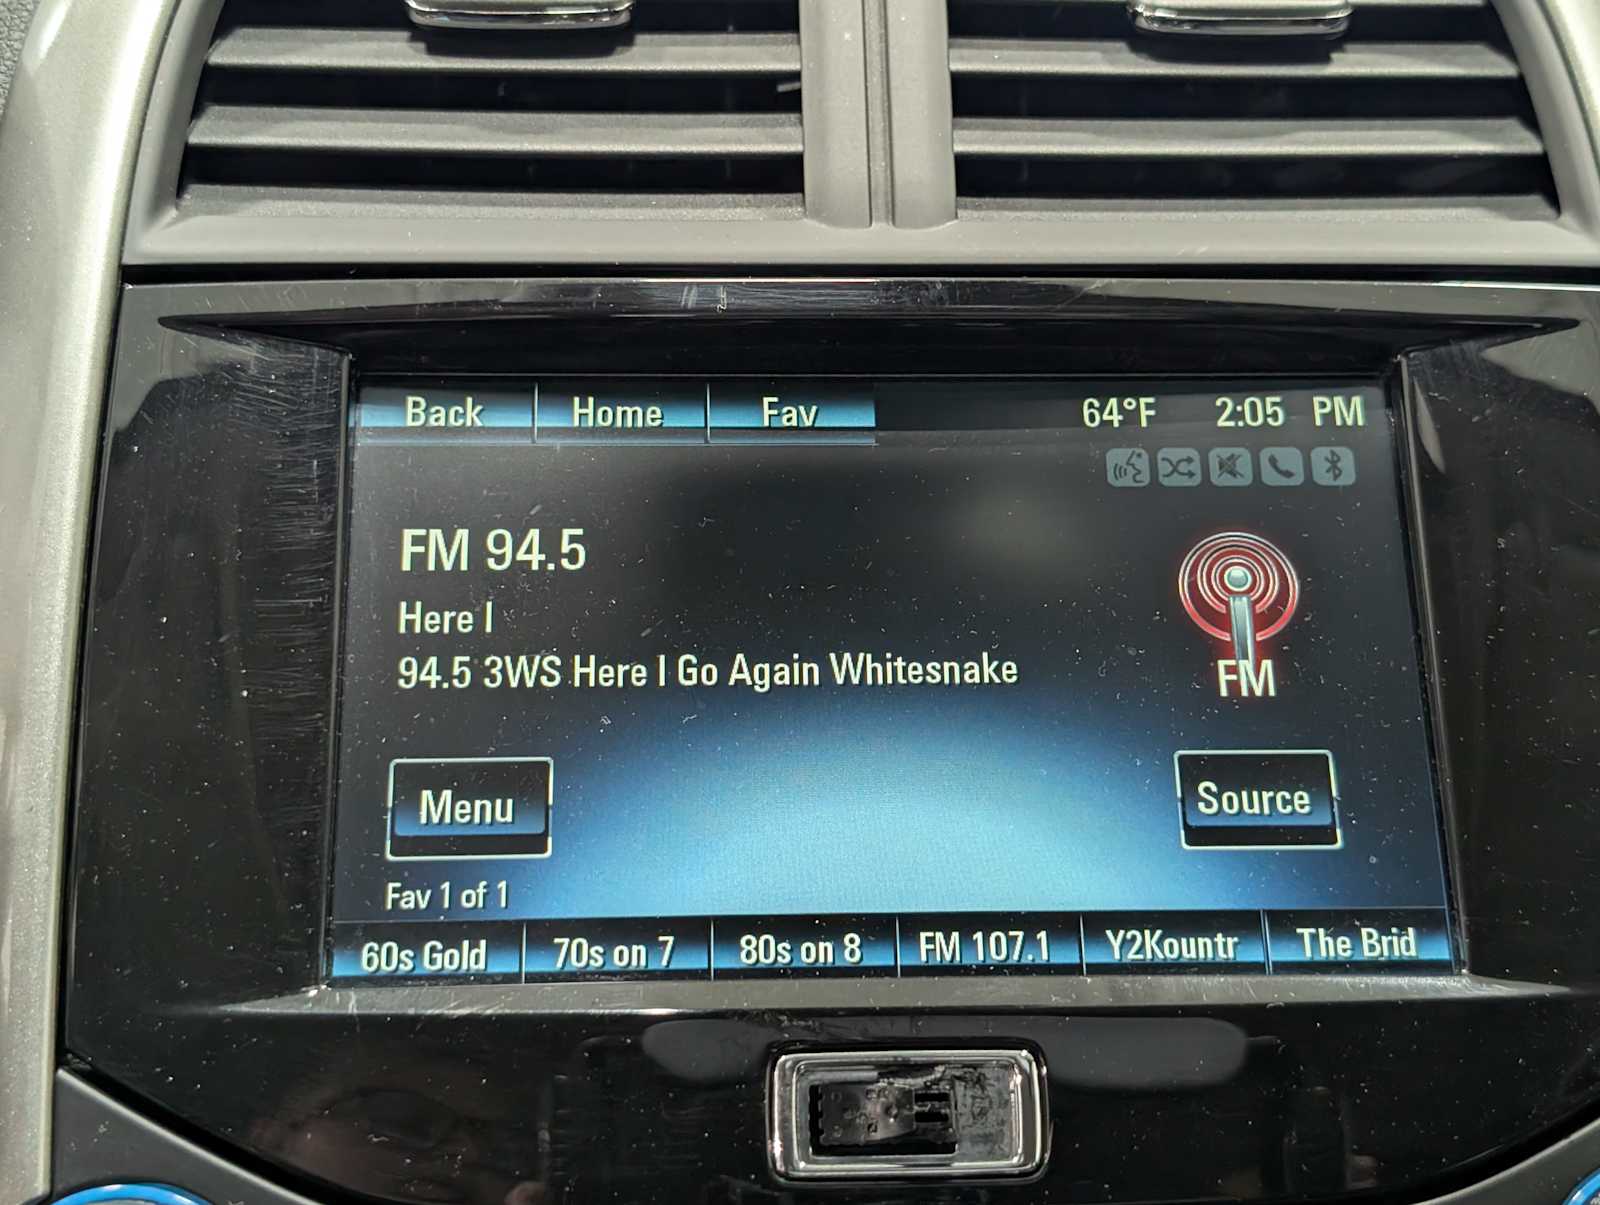 Back Home Fav 64°F 2:05 PM
FM 94.5
Here I
94.5 3WS Here I Go Again Whitesnake
FM
Menu Source
Fav 1 of 1
60s Gold 70s on 7 80s on 8 FM 107.1 Y2Kountr The Brid